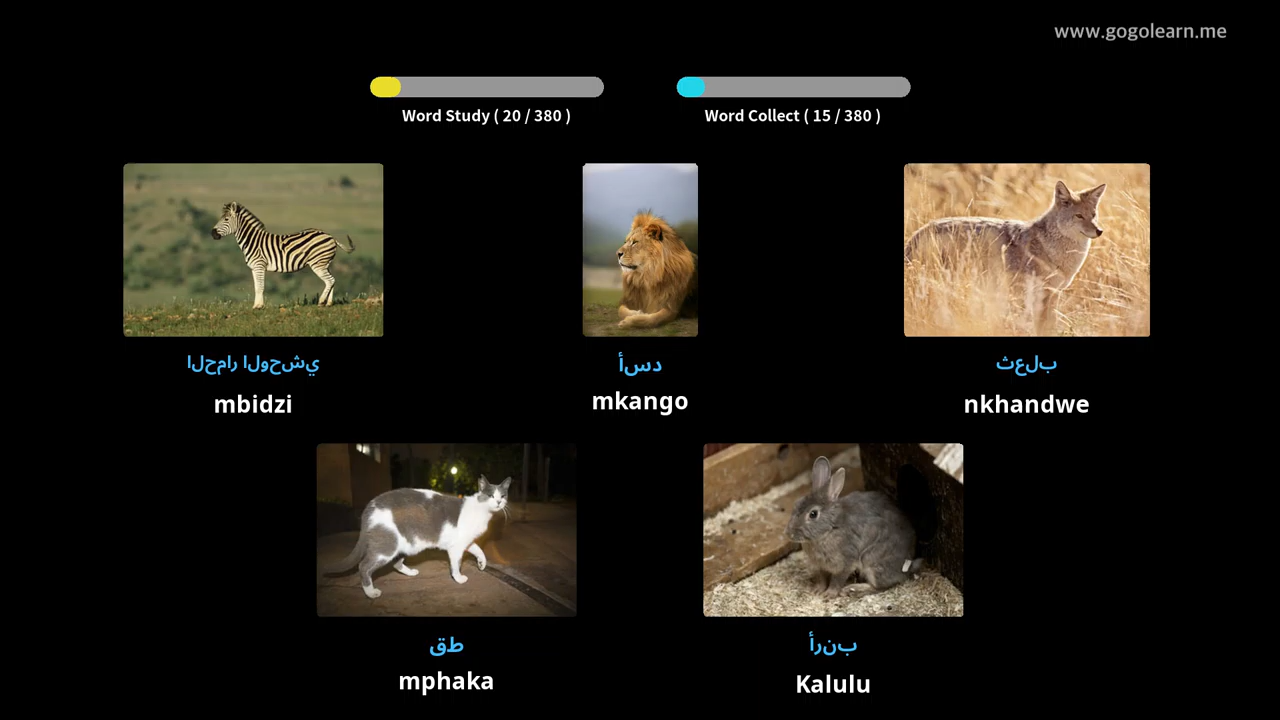 www.gogolearn.me
Word Study ( 20 / 380 )
Word Collect ( 15 / 380 )
الحمار الوحشي
mbidzi
أسد
mkango
ثعلب
nkhandwe
قط
mphaka
أرنب
Kalulu